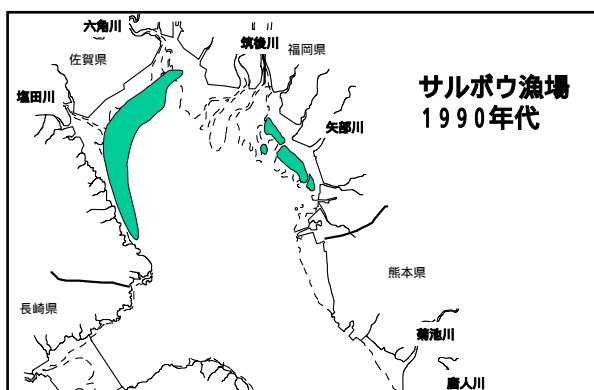 六角川
筑後川
福岡県
佐賀県
サルボウ漁場
1990年代
塩田川
矢部川
熊本県
長崎県
菊池川
唐人川